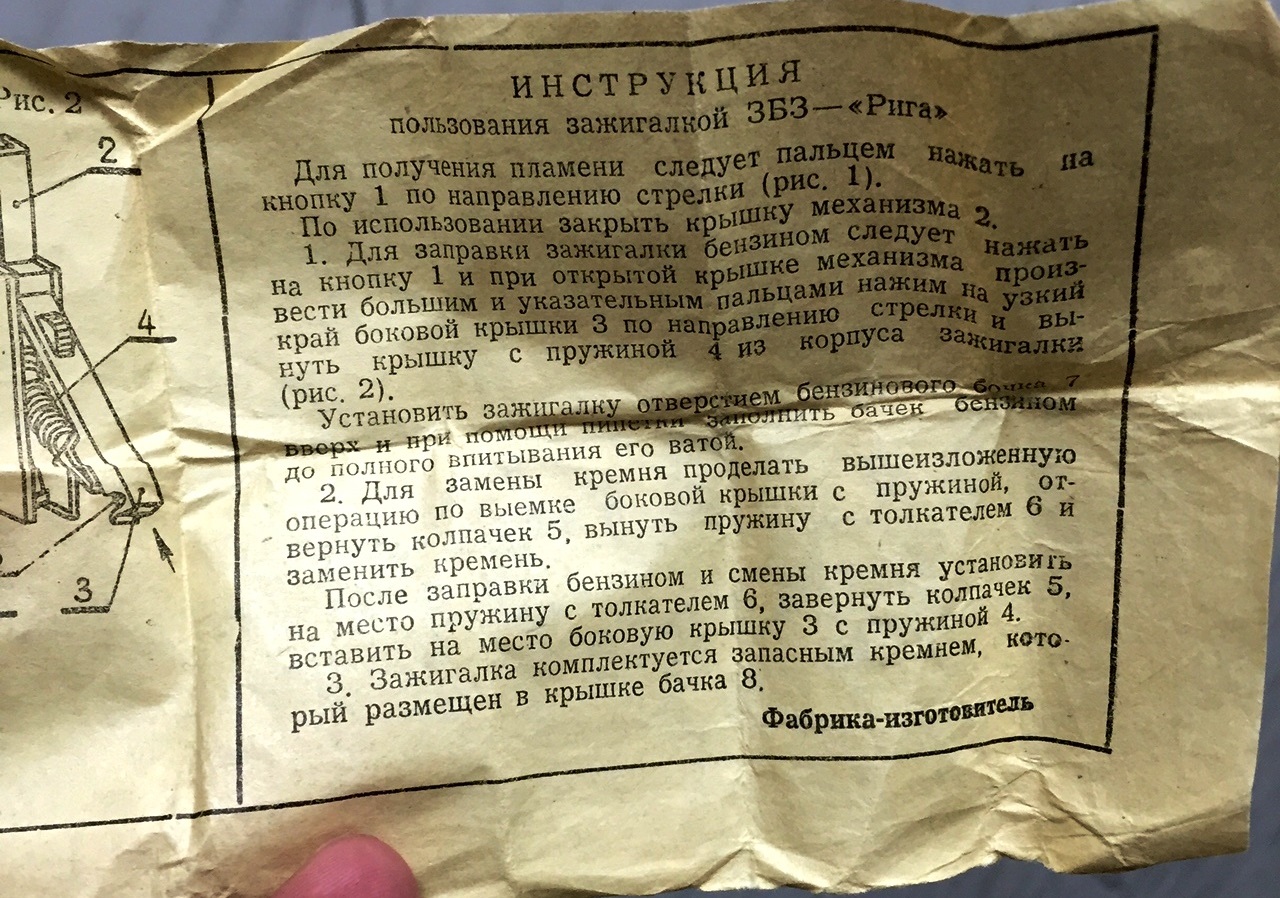 Рис. 2
2
4
3
ИНСТРУКЦИЯ
пользования зажигалкой ЗБЗ—«Рига»
Для получения пламени следует пальцем нажать на
кнопку 1 по направлению стрелки (рис. 1).
По использовании закрыть крышку механизма 2.
1. Для заправки зажигалки бензином следует нажать
на кнопку 1 и при открытой крышке механизма произ-
вести большим и указательным пальцами нажим на узкий
край боковой крышки 3 по направлению стрелки и вы-
нуть крышку с пружиной 4 из корпуса зажигалки
(рис. 2).
Установить зажигалку отверстием бензинового бачка 7
вверх и при помощи пипетки заполнить бачек бензином
до полного впитывания его ватой.
2. Для замены кремня проделать вышеизложенную
операцию по выемке боковой крышки с пружиной, от-
вернуть колпачек 5, вынуть пружину с толкателем 6 и
заменить кремень.
После заправки бензином и смены кремня установить
на место пружину с толкателем 6, завернуть колпачек 5,
вставить на место боковую крышку 3 с пружиной 4.
3. Зажигалка комплектуется запасным кремнем, кото-
рый размещен в крышке бачка 8.
Фабрика-изготовитель